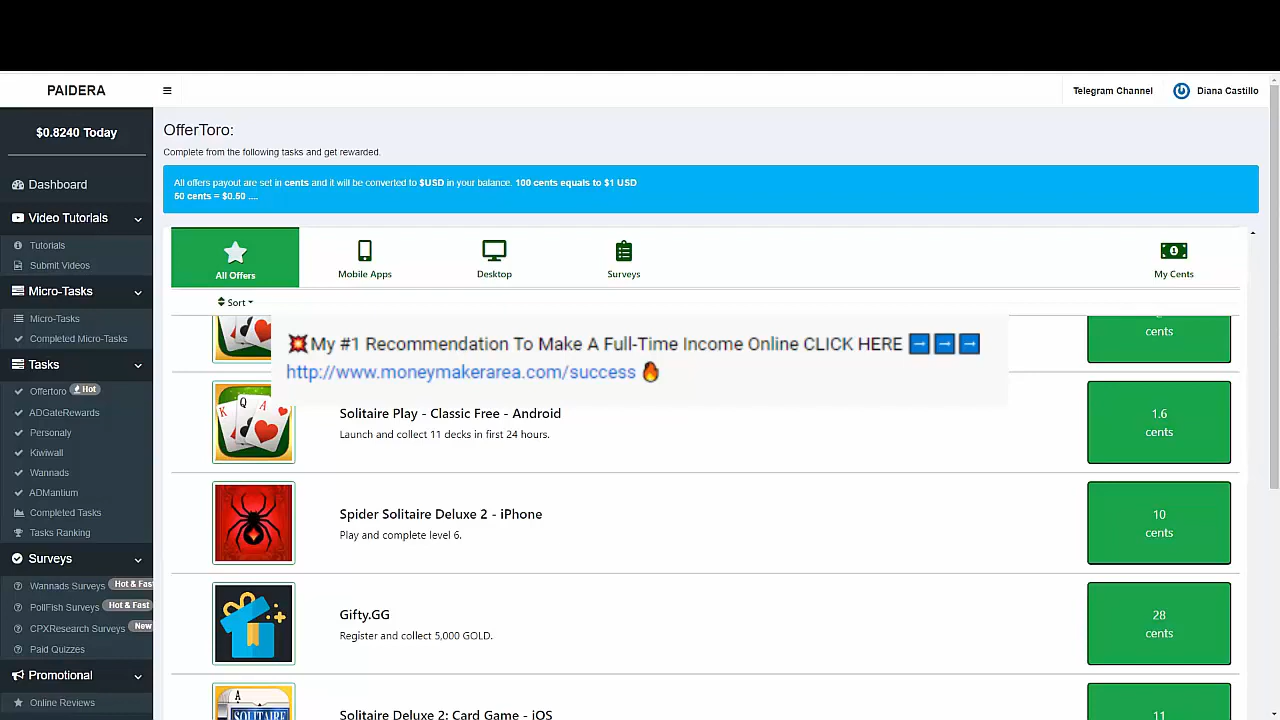 PAIDERA
Telegram Channel
Diana Castillo
$0.8240 Today
Dashboard
Video Tutorials
Tutorials
Submit Videos
Micro-Tasks
Micro-Tasks
Completed Micro-Tasks
Tasks
Offertoro Hot
ADGateRewards
Personaly
Kiwiwall
Wannads
ADMantium
Completed Tasks
Tasks Ranking
Surveys
Wannads Surveys Hot & Fas
PollFish Surveys Hot & Fast
CPXResearch Surveys New
Paid Quizzes
Promotional
Online Reviews
OfferToro:
Complete from the following tasks and get rewarded.
All offers payout are set in cents and it will be converted to $USD in your balance. 100 cents equals to $1 USD
50 cents = $0.50 ....
All Offers
Mobile Apps
Desktop
Surveys
My Cents
Sort
cents
💥My #1 Recommendation To Make A Full-Time Income Online CLICK HERE ➡➡➡
http://www.moneymakerarea.com/success 🔥
K Q A
Solitaire Play - Classic Free - Android
Launch and collect 11 decks in first 24 hours.
1.6
cents
Spider Solitaire Deluxe 2 - iPhone
Play and complete level 6.
10
cents
Gifty.GG
Register and collect 5,000 GOLD.
28
cents
A
SOLITAIRE
Solitaire Deluxe 2: Card Game - iOS
11